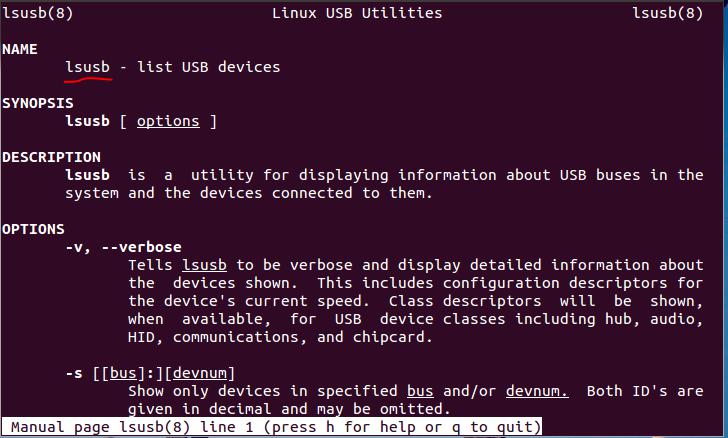 lsusb(8) Linux USB Utilities lsusb(8)
NAME
lsusb - list USB devices
SYNOPSIS
lsusb [ options ]
DESCRIPTION
lsusb is a utility for displaying information about USB buses in the
system and the devices connected to them.
OPTIONS
-v, --verbose
Tells lsusb to be verbose and display detailed information about
the devices shown. This includes configuration descriptors for
the device's current speed. Class descriptors will be shown,
when available, for USB device classes including hub, audio,
HID, communications, and chipcard.
-s [[bus]:][devnum]
Show only devices in specified bus and/or devnum. Both ID's are
given in decimal and may be omitted.
Manual page lsusb(8) line 1 (press h for help or q to quit)